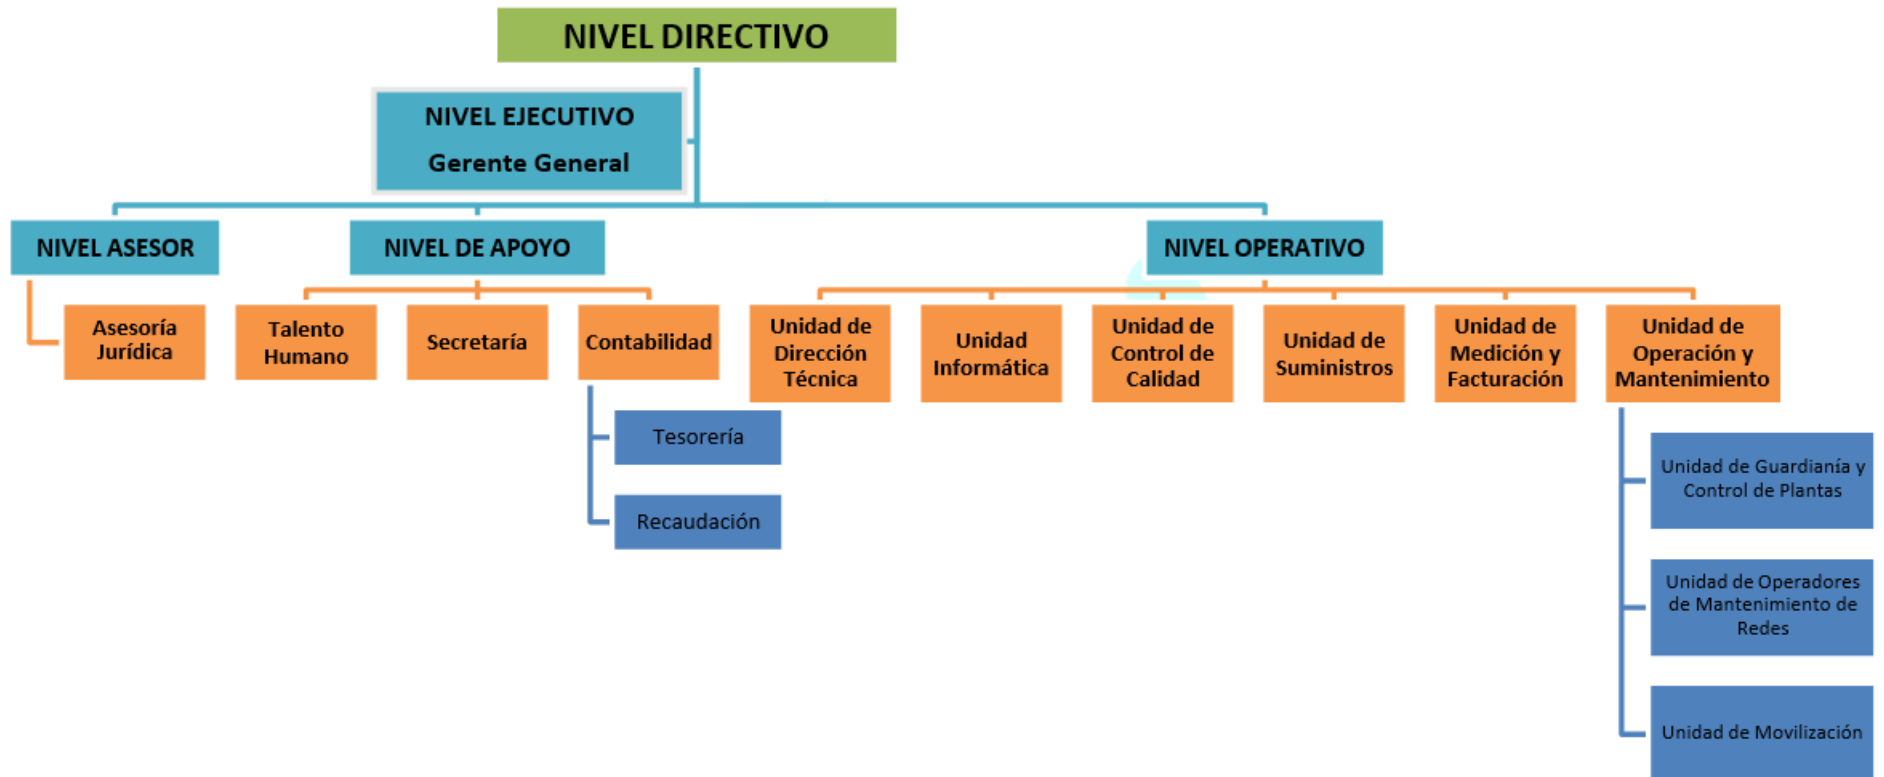 NIVEL DIRECTIVO
NIVEL EJECUTIVO
Gerente General
NIVEL ASESOR
NIVEL DE APOYO
NIVEL OPERATIVO
Asesoría
Jurídica
Talento
Humano
Secretaría
Contabilidad
Unidad de
Dirección
Técnica
Unidad
Informática
Unidad de
Control de
Calidad
Unidad de
Suministros
Unidad de
Medición y
Facturación
Unidad de
Operación y
Mantenimiento
Tesorería
Recaudación
Unidad de Guardianía y
Control de Plantas
Unidad de Operadores
de Mantenimiento de
Redes
Unidad de Movilización